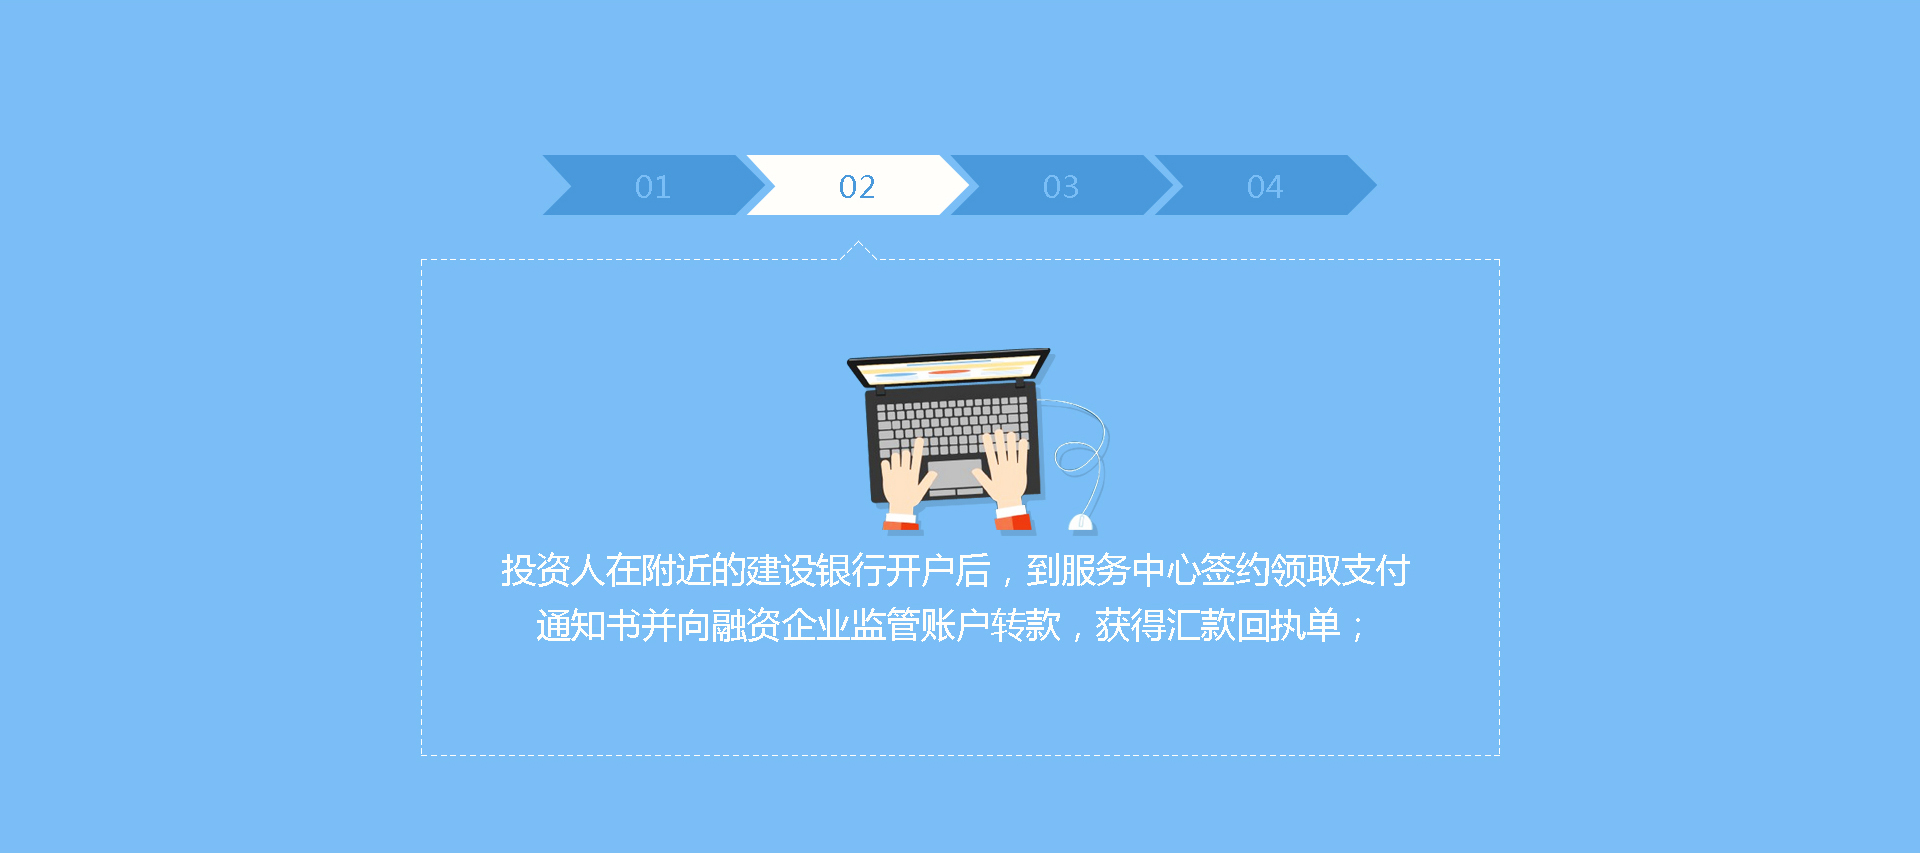 01 02 03 04
投资人在附近的建设银行开户后，到服务中心签约领取支付
通知书并向融资企业监管账户转款，获得汇款回执单；